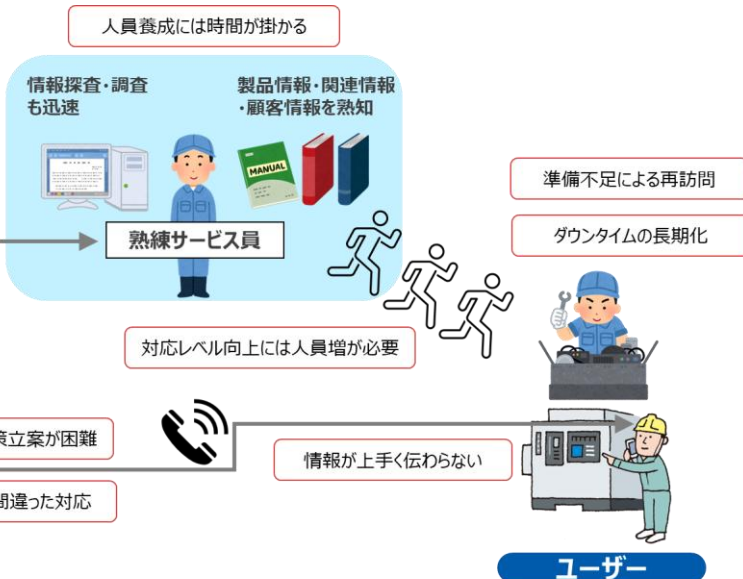 人員養成には時間が掛かる
情報探査・調査
も迅速
製品情報・関連情報
・顧客情報を熟知
MANUAL
熟練サービス員
準備不足による再訪問
ダウンタイムの長期化
対応レベル向上には人員増が必要
策立案が困難
情報が上手く伝わらない
間違った対応
ユーザー